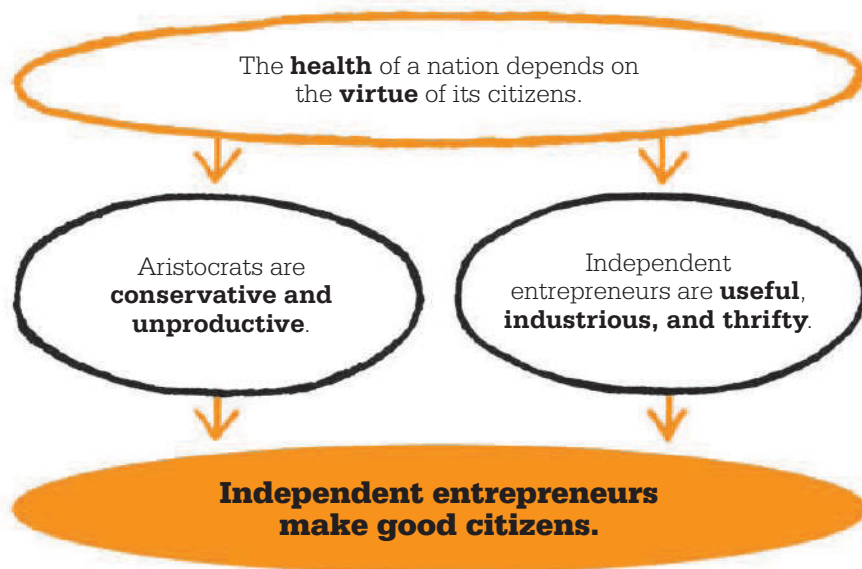 The health of a nation depends on
the virtue of its citizens.
Aristocrats are
conservative and
unproductive.
Independent
entrepreneurs are useful,
industrious, and thrifty.
Independent entrepreneurs
make good citizens.